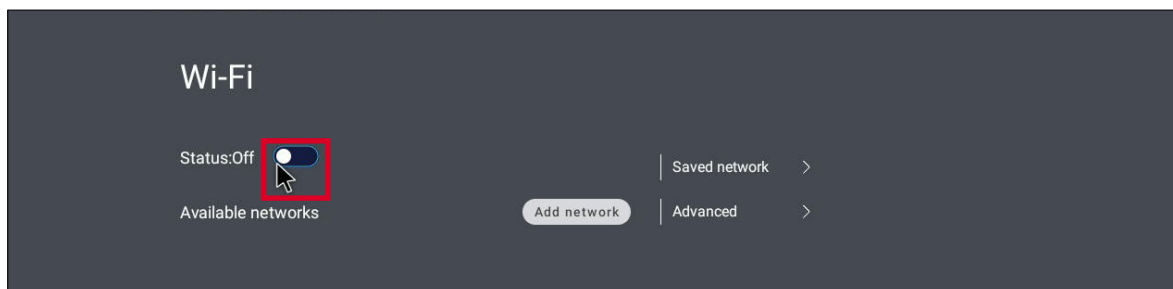 Wi-Fi
Status:Off
Saved network
Available networks
Add network
Advanced